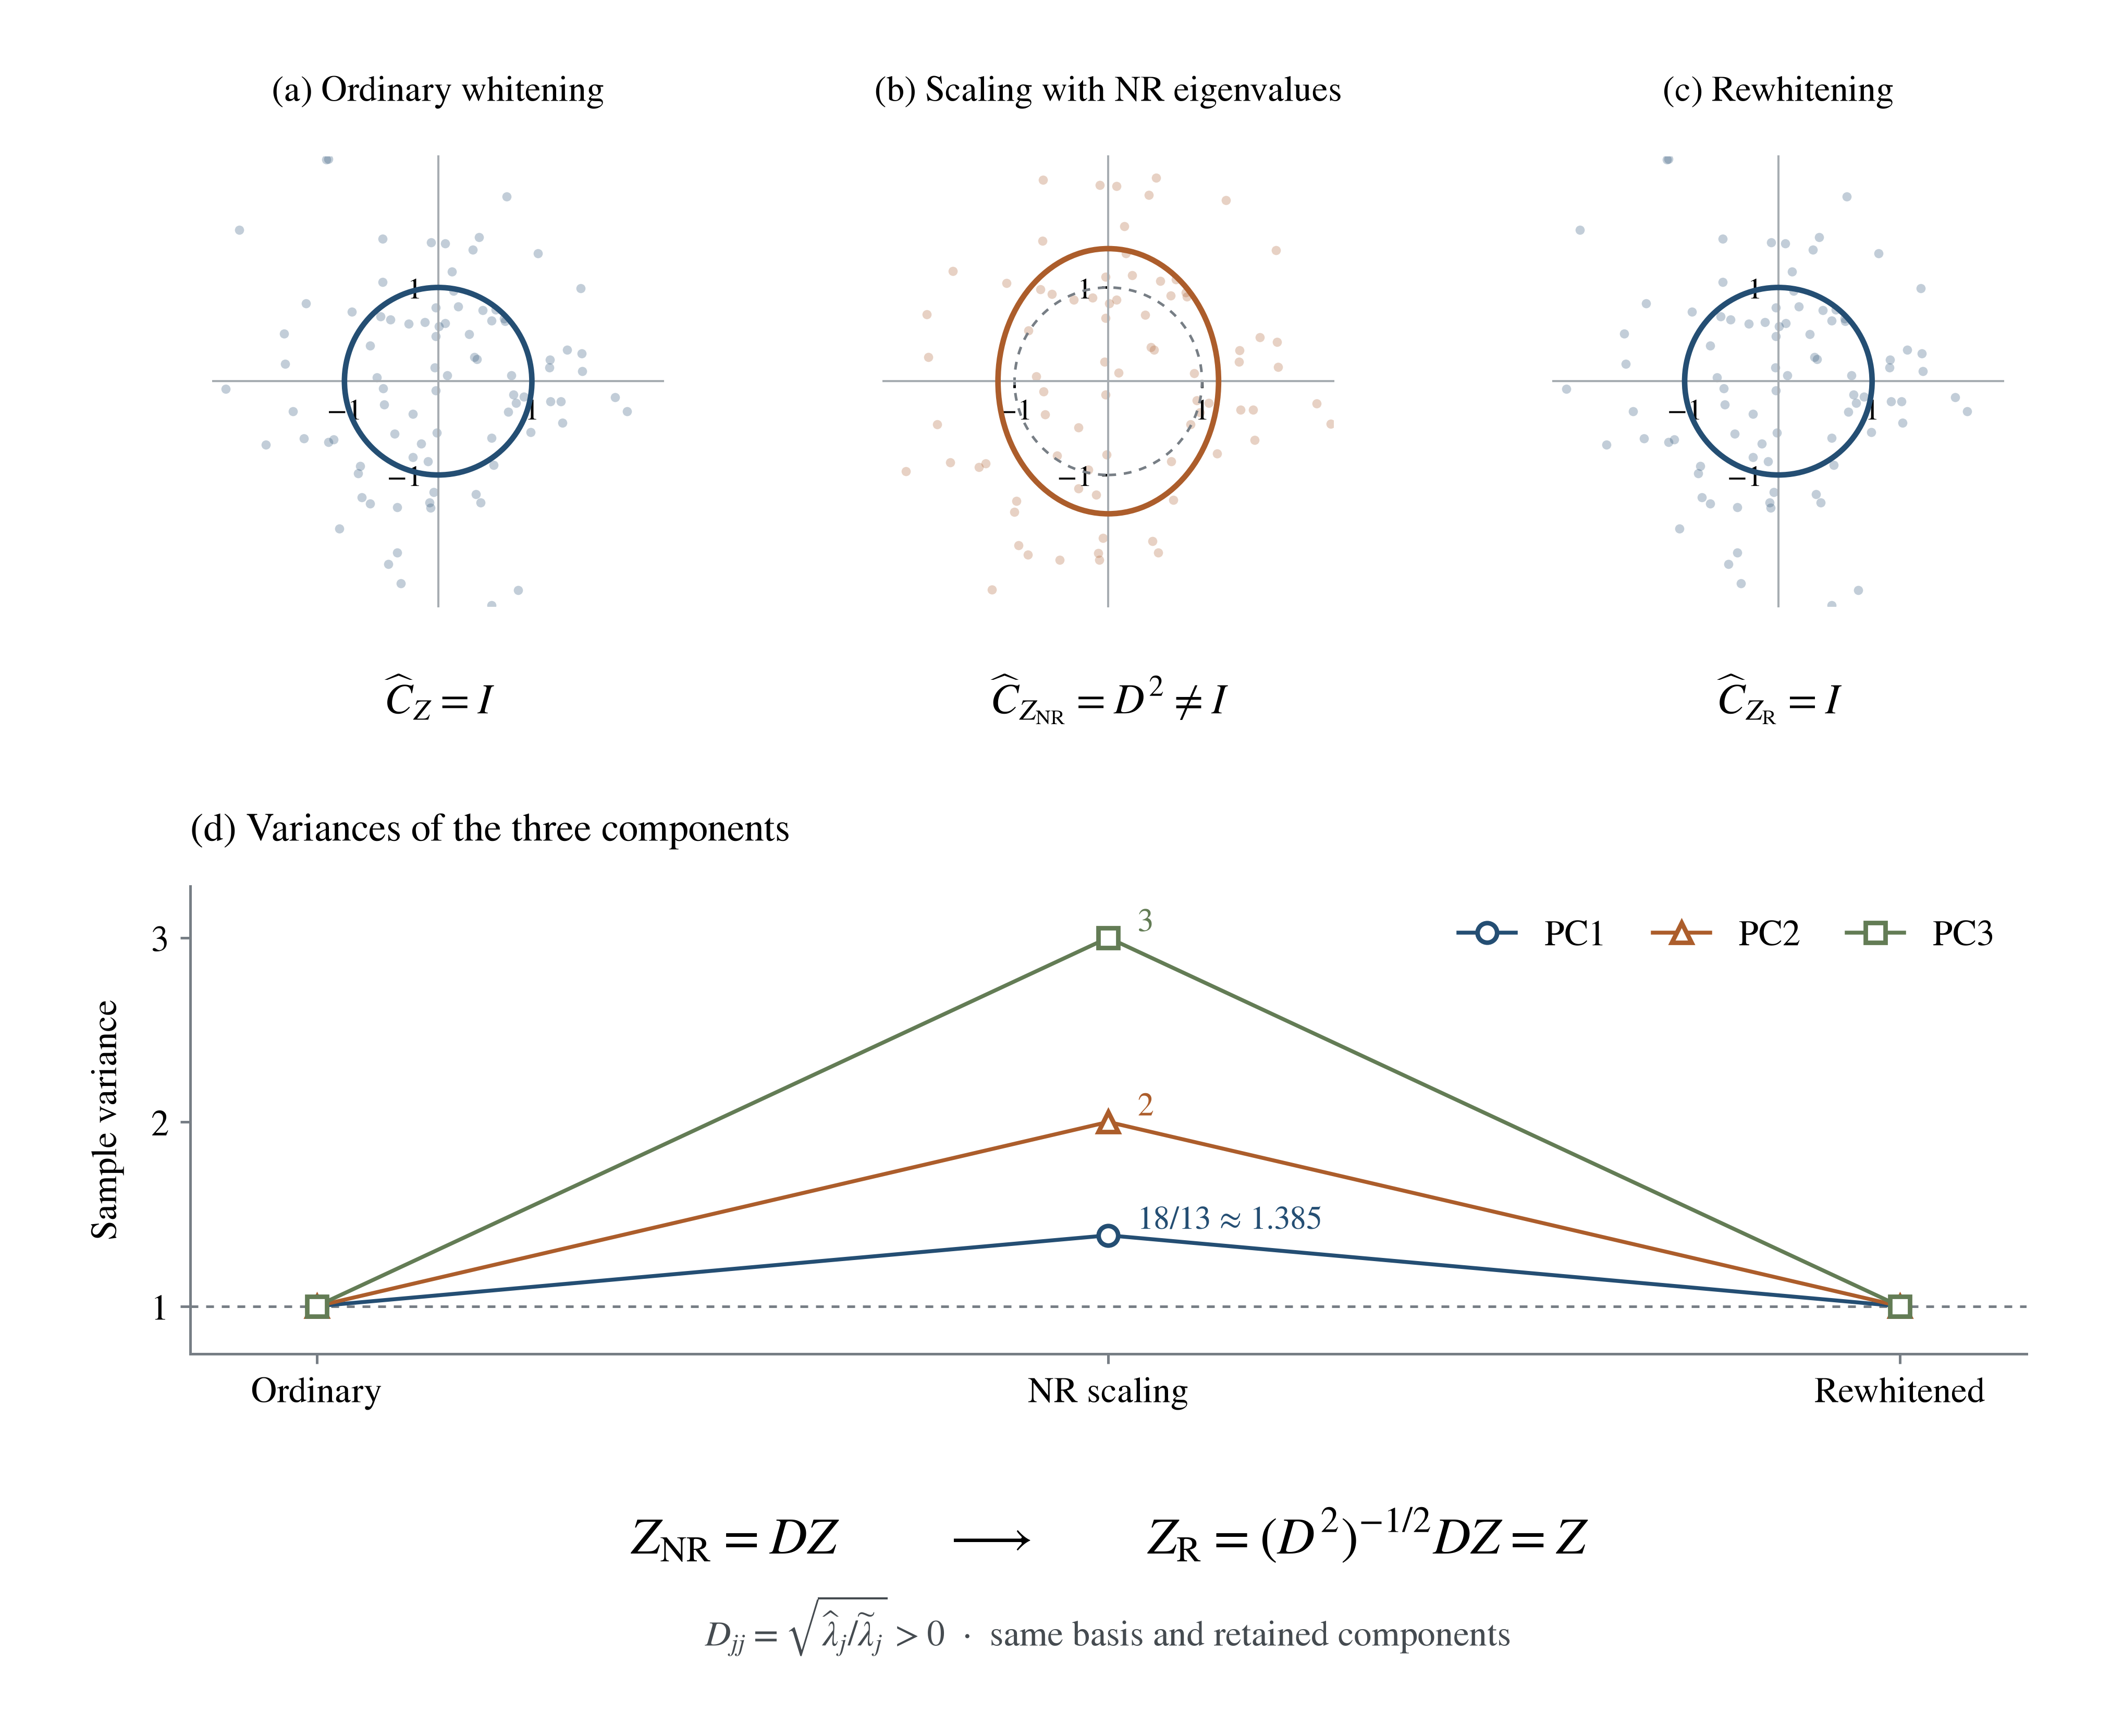 (a) Ordinary whitening
(b) Scaling with NR eigenvalues
(c) Rewhitening
1
−1
1
−1
1
−1
1
−1
1
−1
1
−1
Ĉ_Z = I
Ĉ_{Z_NR} = D² ≠ I
Ĉ_{Z_R} = I
(d) Variances of the three components
Sample variance
3
2
1
3
2
18/13 ≈ 1.385
PC1
PC2
PC3
Ordinary
NR scaling
Rewhitened
Z_NR = DZ ⟶ Z_R = (D²)^{−1/2}DZ = Z
D_jj = √(λ̂_j/λ̃_j) > 0 · same basis and retained components